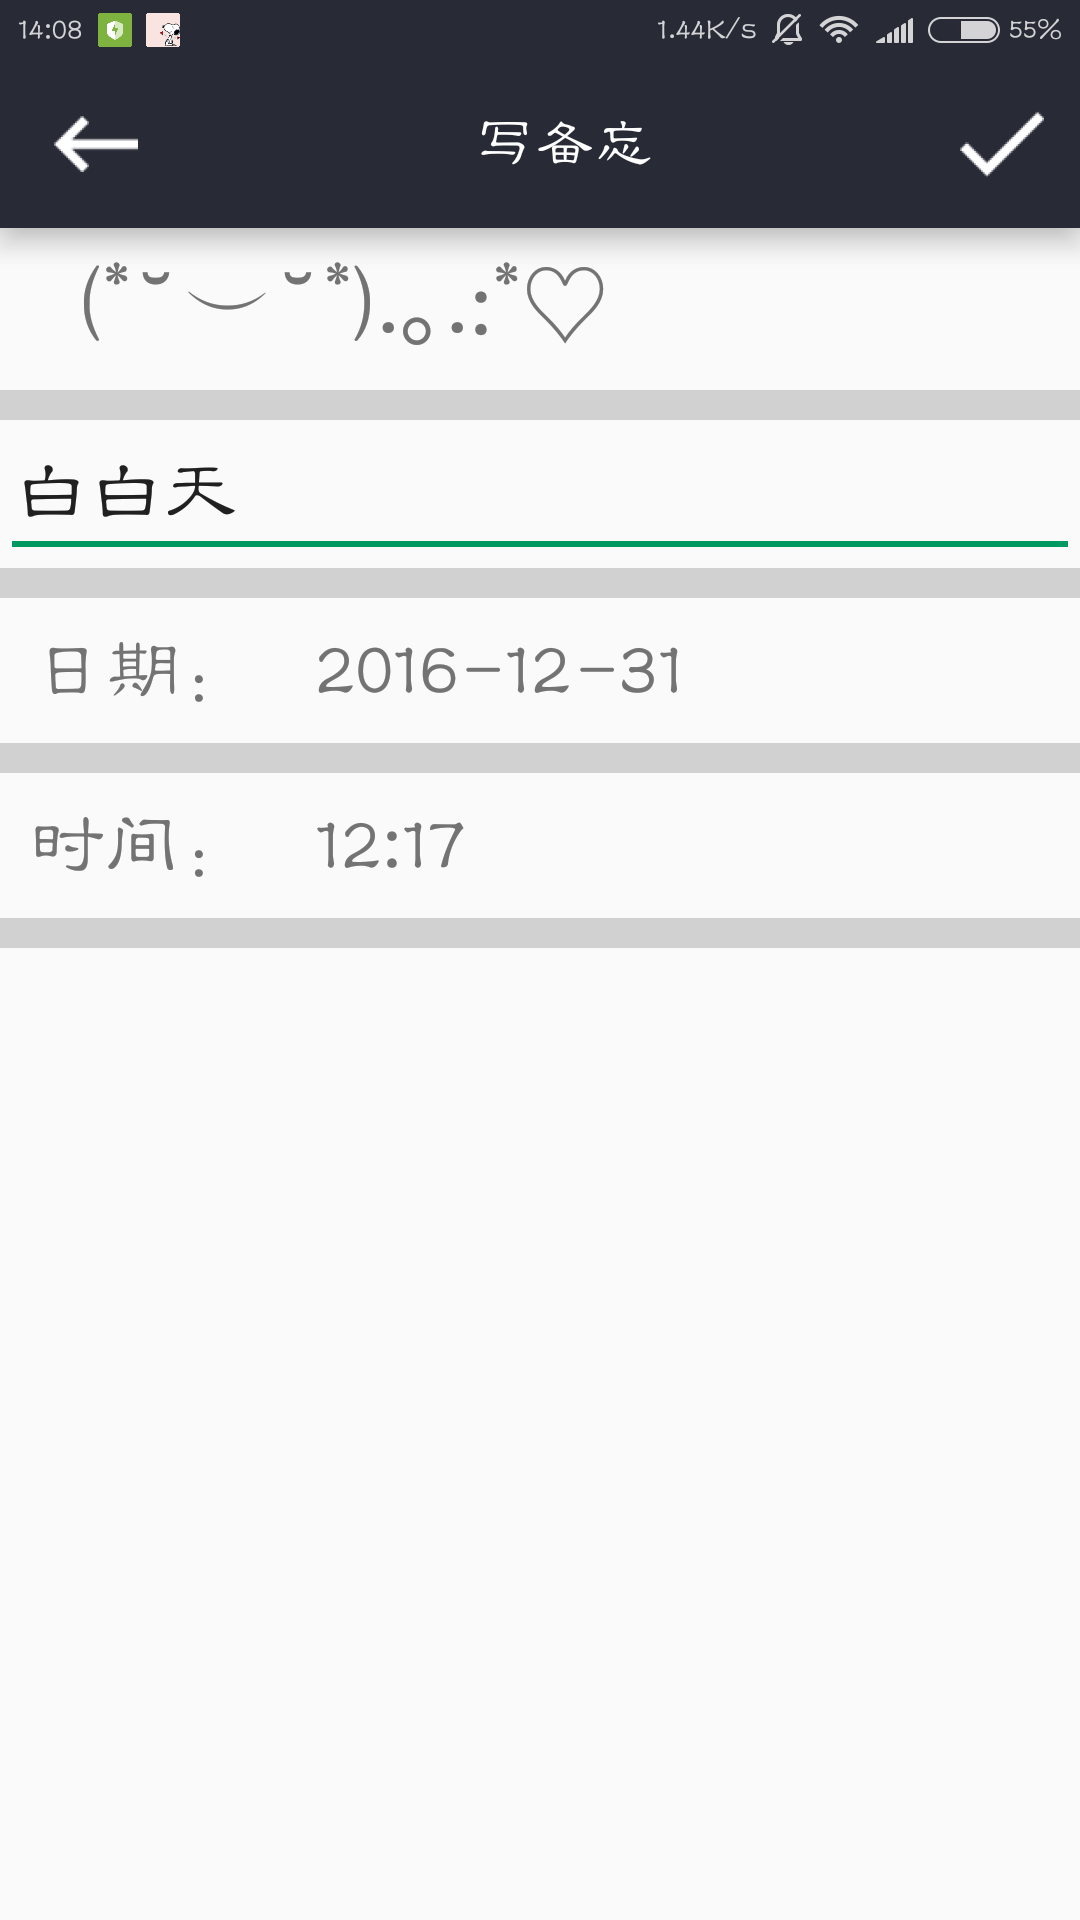 14:08 1.44K/s 55%
写备忘
(*˘︶˘*).｡.:*♡
白白天
日期： 2016-12-31
时间： 12:17